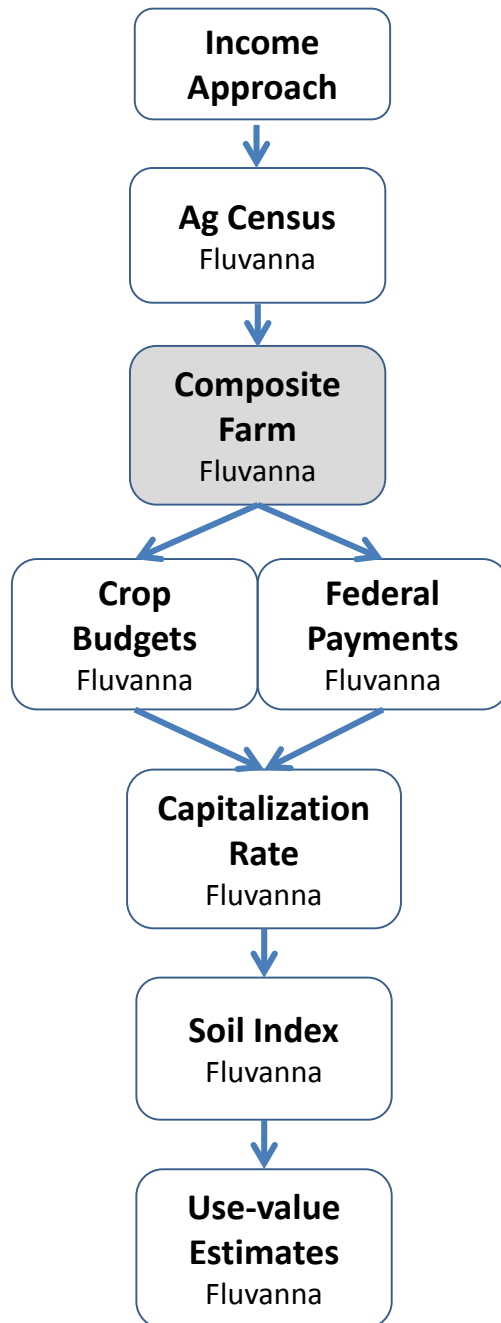 Income
Approach
Ag Census
Fluvanna
Composite
Farm
Fluvanna
Crop
Budgets
Fluvanna
Federal
Payments
Fluvanna
Capitalization
Rate
Fluvanna
Soil Index
Fluvanna
Use-value
Estimates
Fluvanna